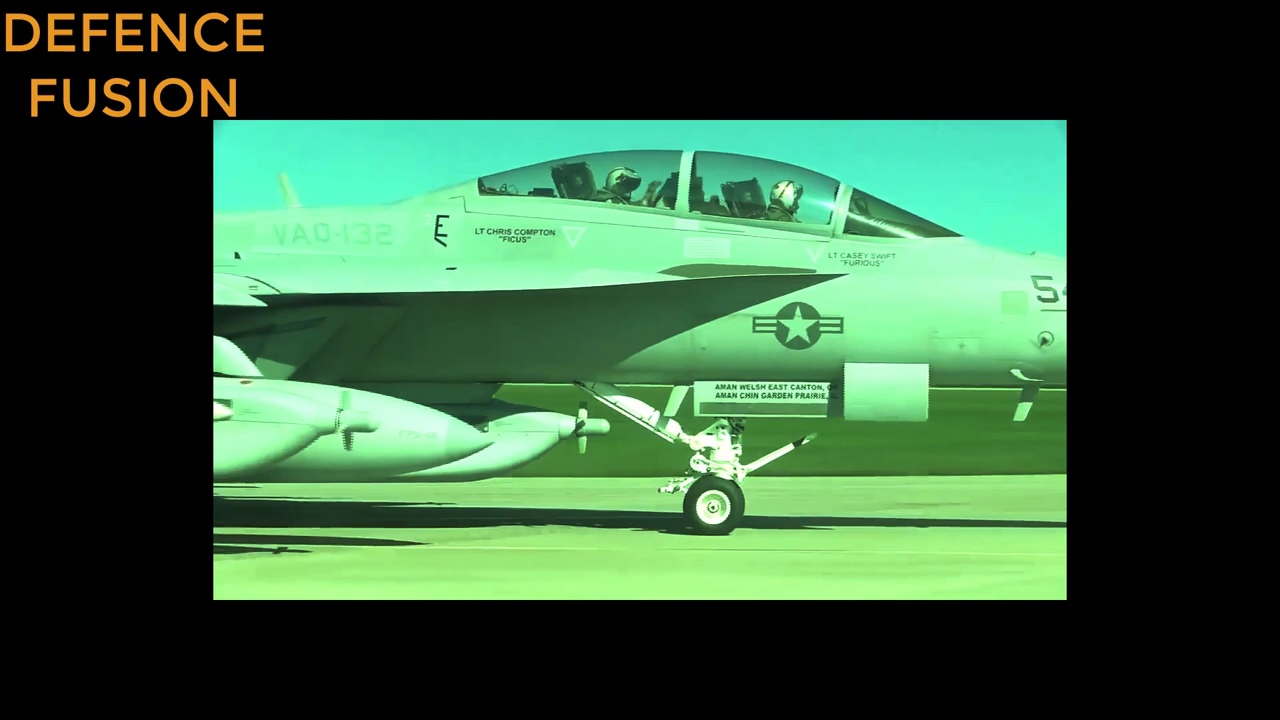 DEFENCE
FUSION
VAQ-132
E
LT CHRIS COMPTON
"FICUS"
LT CASEY SWIFT
"FURIOUS"
AMAN WELSH EAST CANTON,
AMAN CHIN GARDEN PRAIRIE,